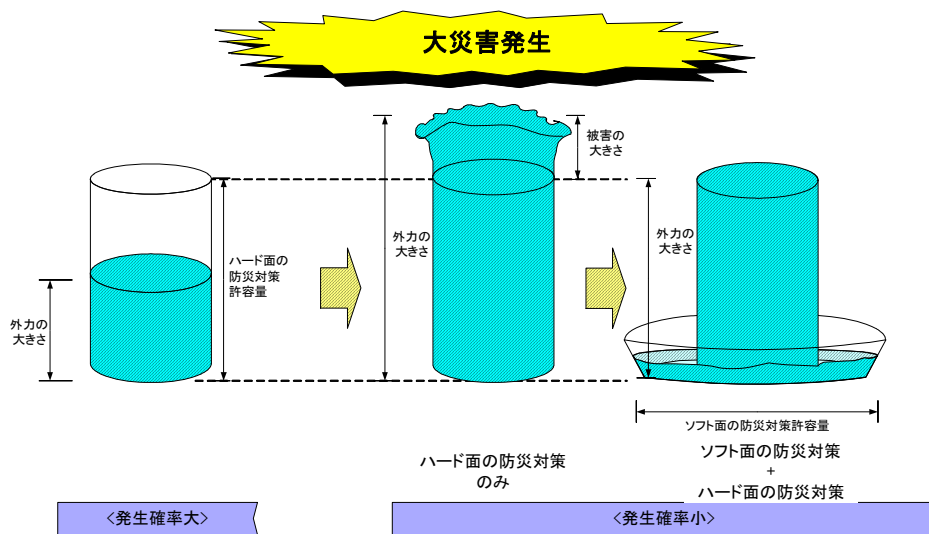 大災害発生
被害の
大きさ
ハード面の
防災対策
許容量
外力の
大きさ
外力の
大きさ
外力の
大きさ
ソフト面の防災対策許容量
ハード面の防災対策
のみ
ソフト面の防災対策
+
ハード面の防災対策
<発生確率大>
<発生確率小>